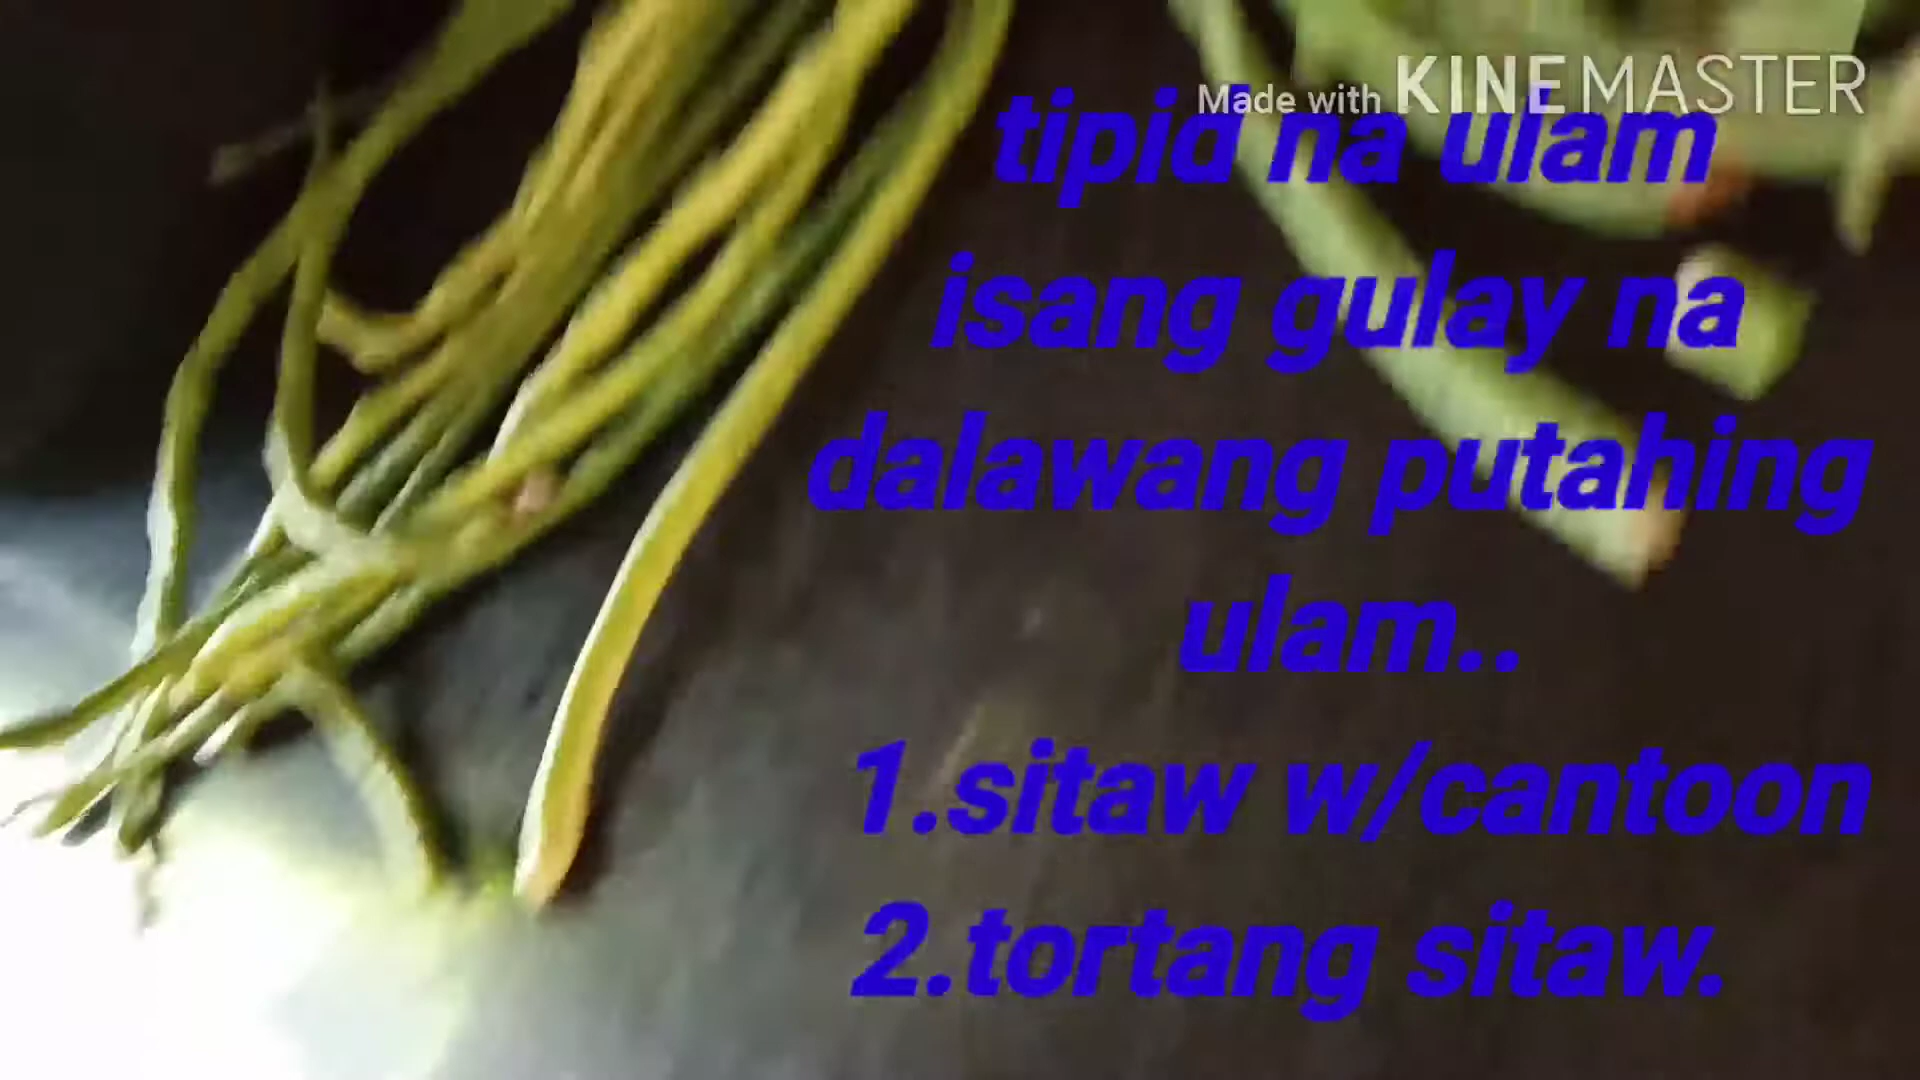 Made with KINEMASTER
tipid na ulam
isang gulay na
dalawang putahing
ulam..
1.sitaw w/cantoon
2.tortang sitaw.